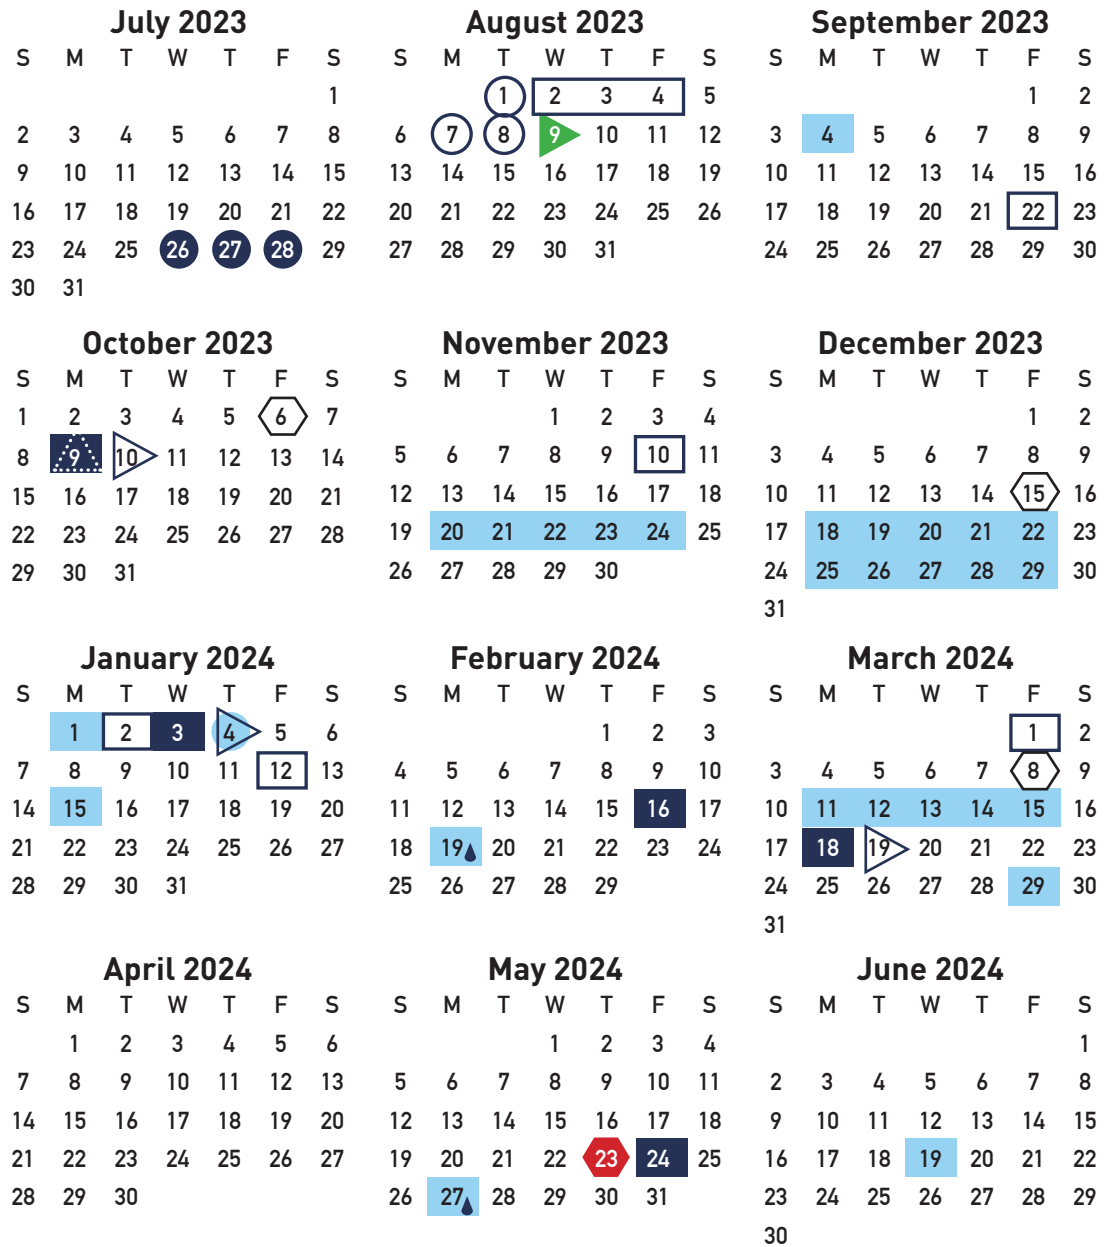 July 2023
S M T W T F S
1
2 3 4 5 6 7 8
9 10 11 12 13 14 15
16 17 18 19 20 21 22
23 24 25 26 27 28 29
30 31
August 2023
S M T W T F S
1 2 3 4 5
6 7 8 9 10 11 12
13 14 15 16 17 18 19
20 21 22 23 24 25 26
27 28 29 30 31
September 2023
S M T W T F S
1 2
3 4 5 6 7 8 9
10 11 12 13 14 15 16
17 18 19 20 21 22 23
24 25 26 27 28 29 30
October 2023
S M T W T F S
1 2 3 4 5 6 7
8 9 10 11 12 13 14
15 16 17 18 19 20 21
22 23 24 25 26 27 28
29 30 31
November 2023
S M T W T F S
1 2 3 4
5 6 7 8 9 10 11
12 13 14 15 16 17 18
19 20 21 22 23 24 25
26 27 28 29 30
December 2023
S M T W T F S
1 2
3 4 5 6 7 8 9
10 11 12 13 14 15 16
17 18 19 20 21 22 23
24 25 26 27 28 29 30
31
January 2024
S M T W T F S
1 2 3 4 5 6
7 8 9 10 11 12 13
14 15 16 17 18 19 20
21 22 23 24 25 26 27
28 29 30 31
February 2024
S M T W T F S
1 2 3
4 5 6 7 8 9 10
11 12 13 14 15 16 17
18 19 20 21 22 23 24
25 26 27 28 29
March 2024
S M T W T F S
1 2
3 4 5 6 7 8 9
10 11 12 13 14 15 16
17 18 19 20 21 22 23
24 25 26 27 28 29 30
31
April 2024
S M T W T F S
1 2 3 4 5 6
7 8 9 10 11 12 13
14 15 16 17 18 19 20
21 22 23 24 25 26 27
28 29 30
May 2024
S M T W T F S
1 2 3 4
5 6 7 8 9 10 11
12 13 14 15 16 17 18
19 20 21 22 23 24 25
26 27 28 29 30 31
June 2024
S M T W T F S
1
2 3 4 5 6 7 8
9 10 11 12 13 14 15
16 17 18 19 20 21 22
23 24 25 26 27 28 29
30